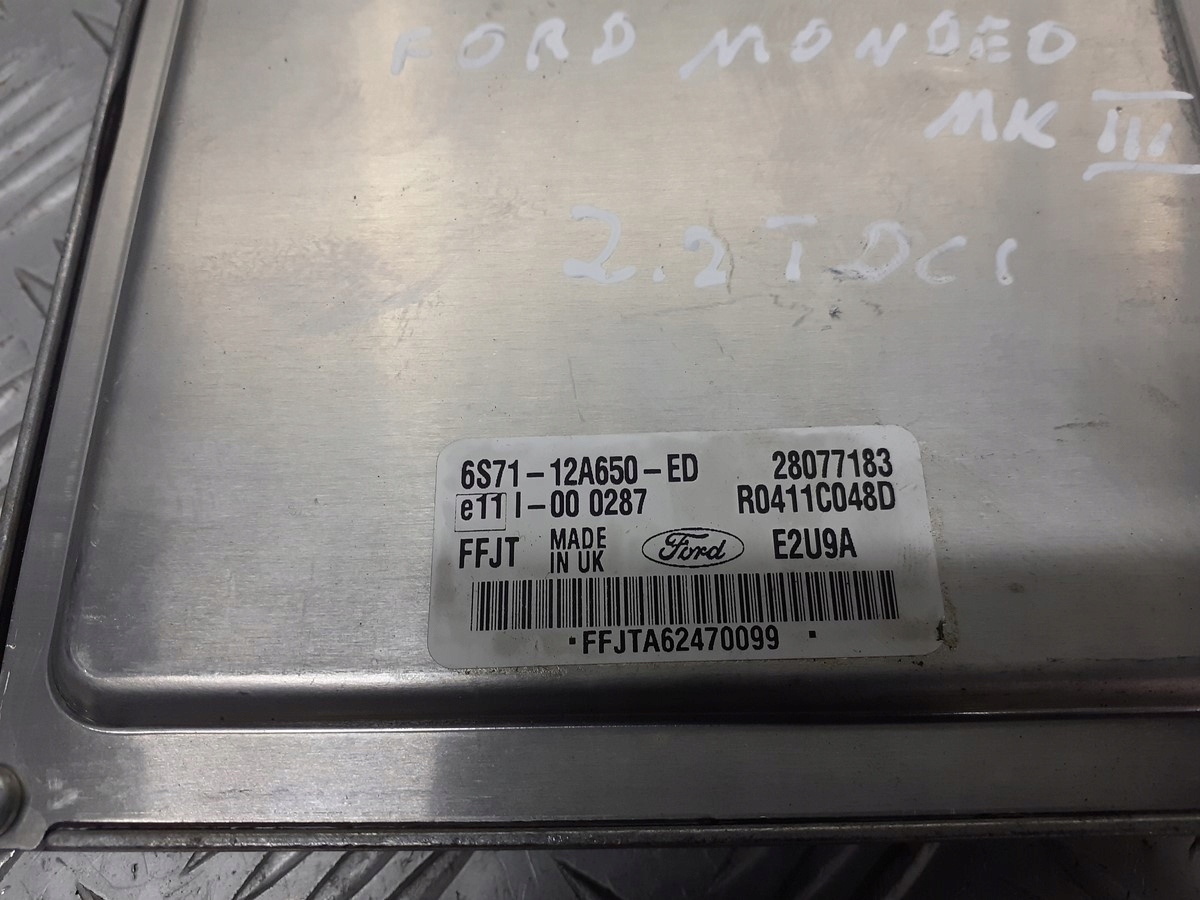 FORD MONDEO
MK III
2.2 TDCI
6S71-12A650-ED 28077183
e11 I-00 0287 R0411C048D
FFJT MADE IN UK Ford E2U9A
FFJTA62470099